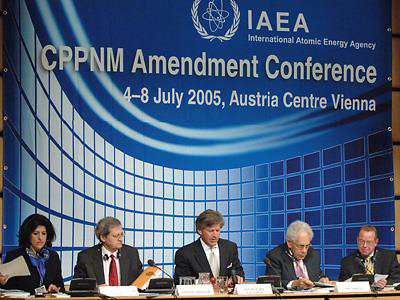 IAEA
International Atomic Energy Agency
CPPNM Amendment Conference
4–8 July 2005, Austria Centre Vienna